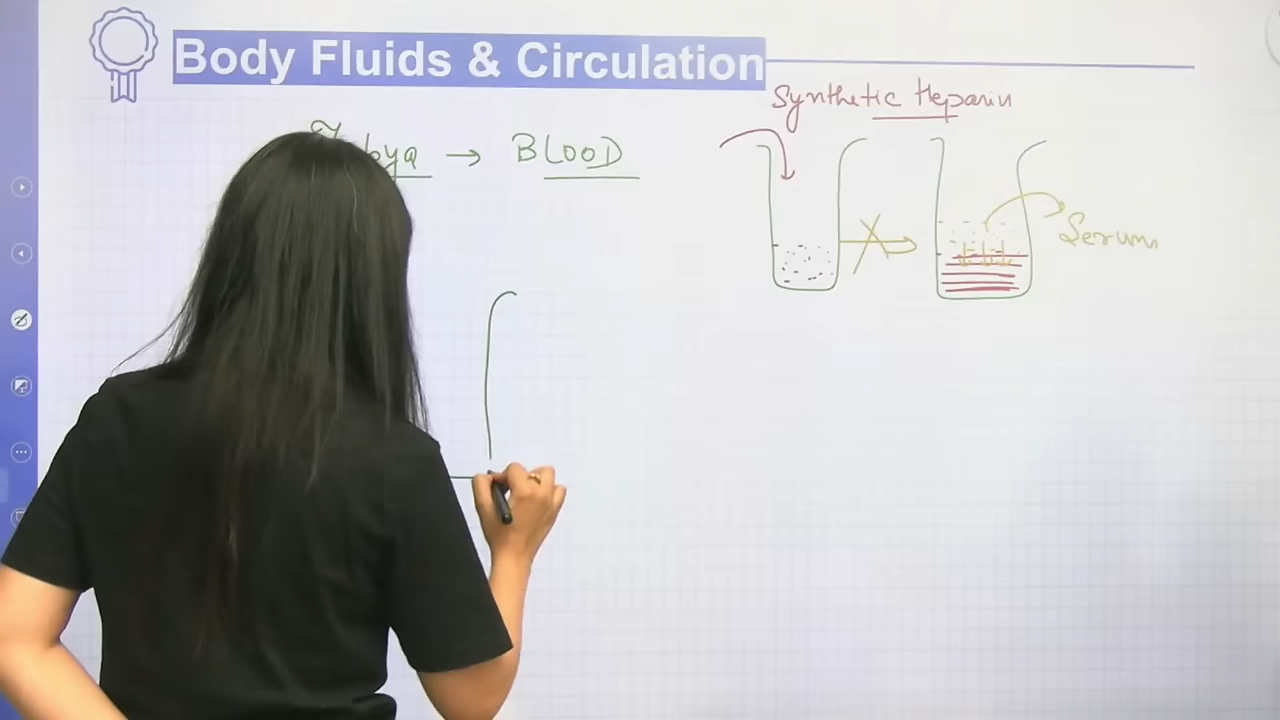 Body Fluids & Circulation
Synthetic Heparin
→ BLOOD
Serum